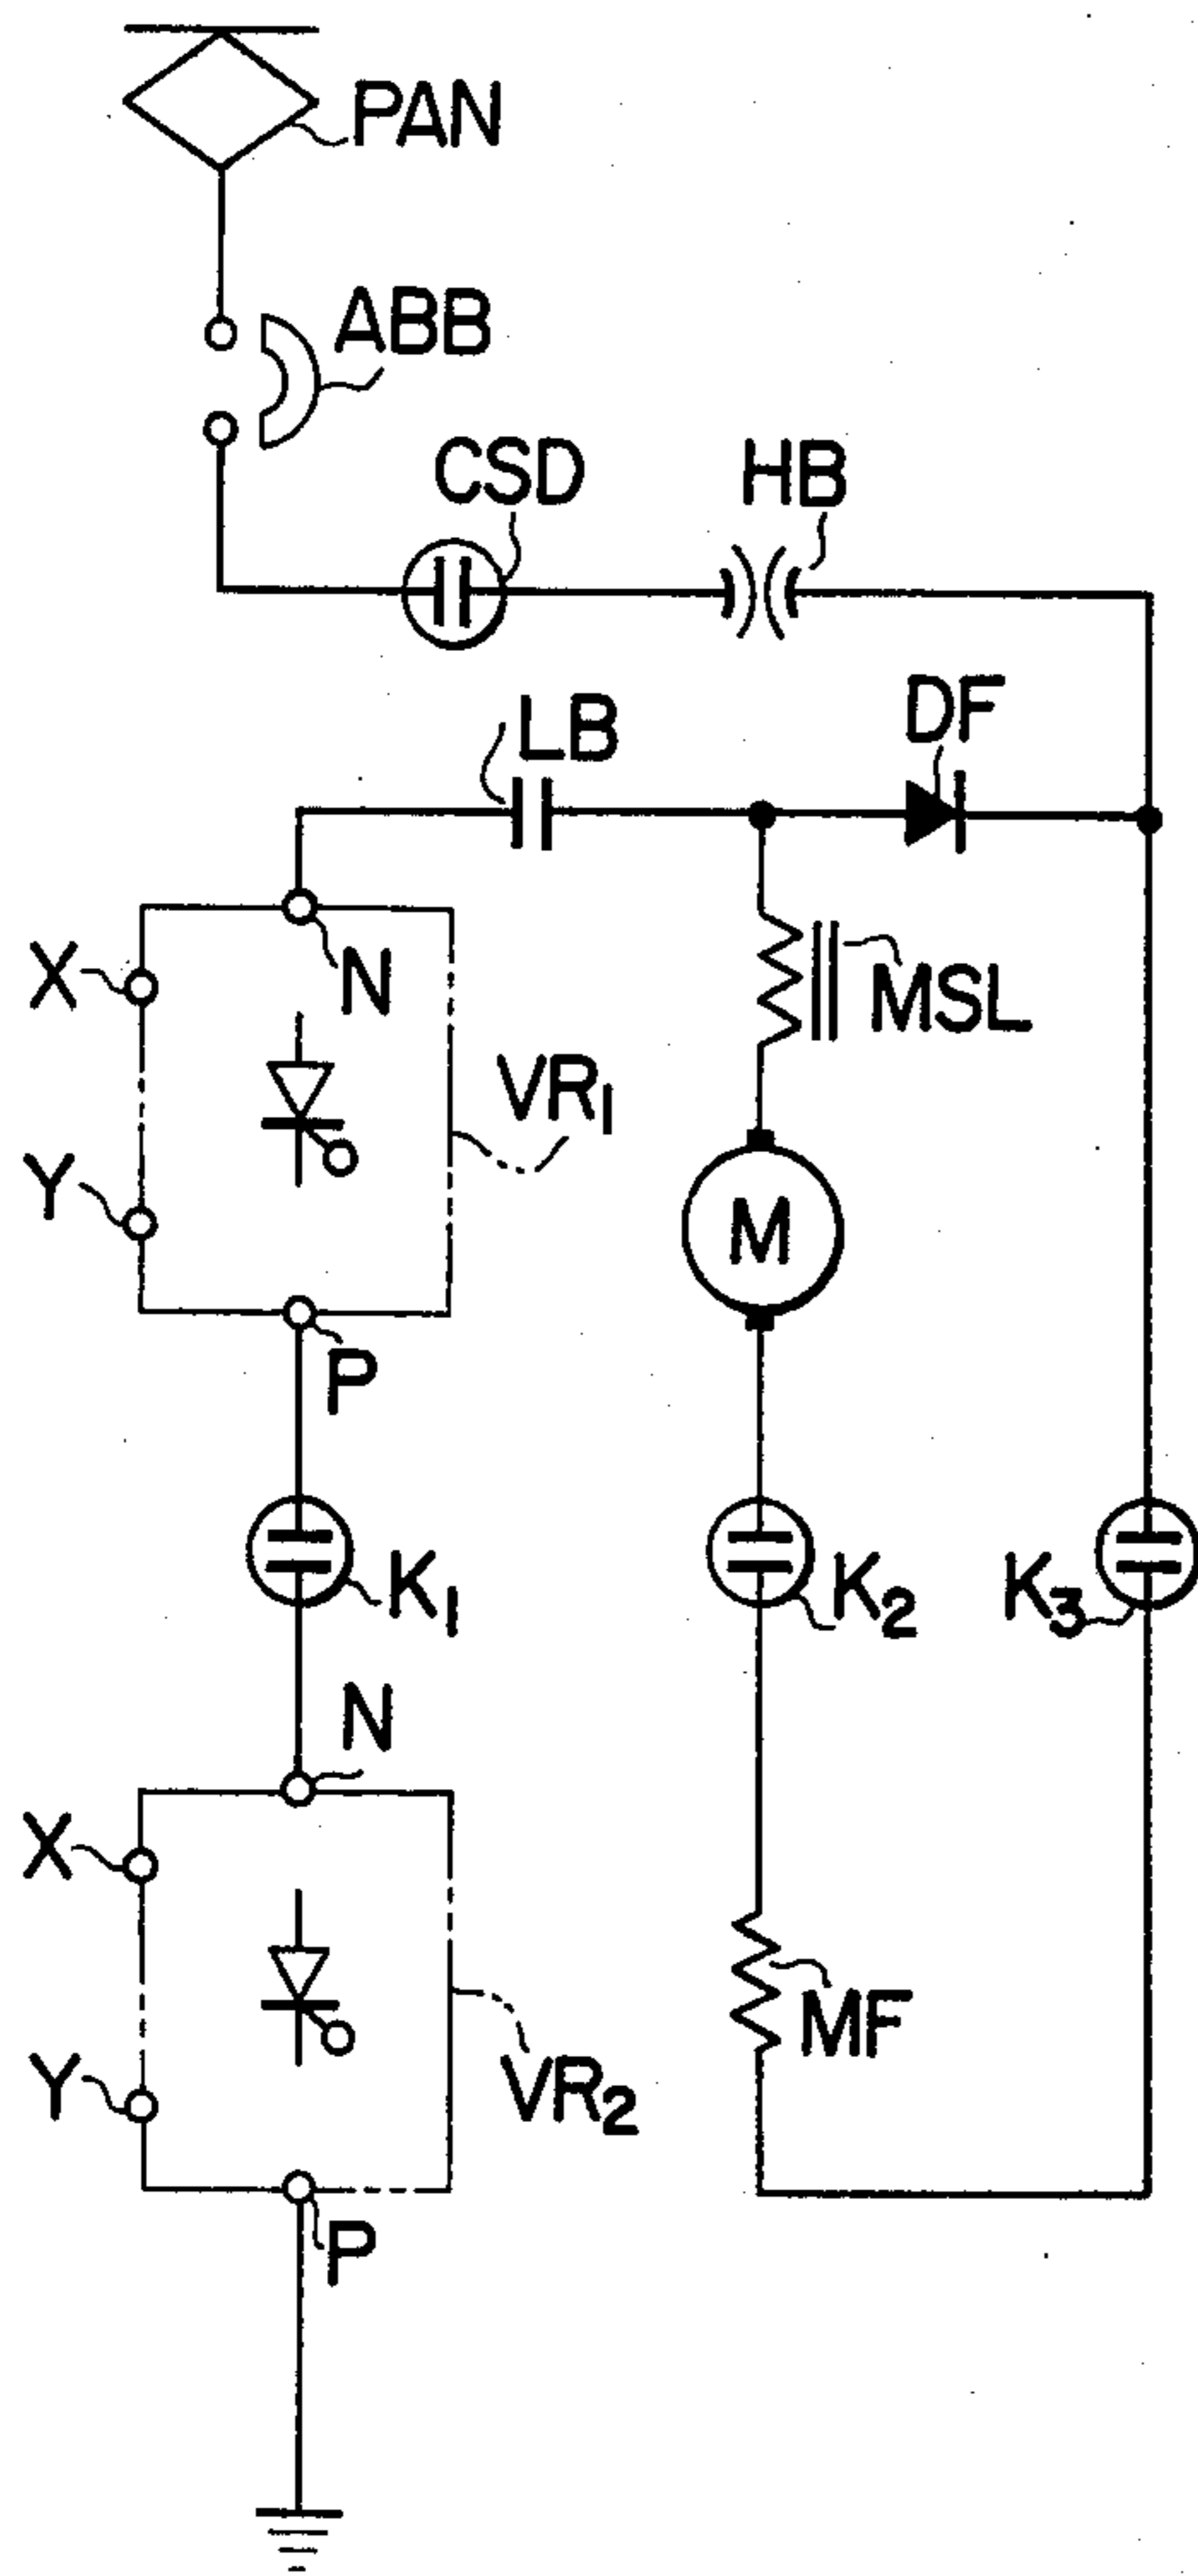 PAN
ABB
CSD HB
LB DF
X N MSL
VR₁
Y M
P
K₁ K₂ K₃
N
X
MF
Y VR₂
P